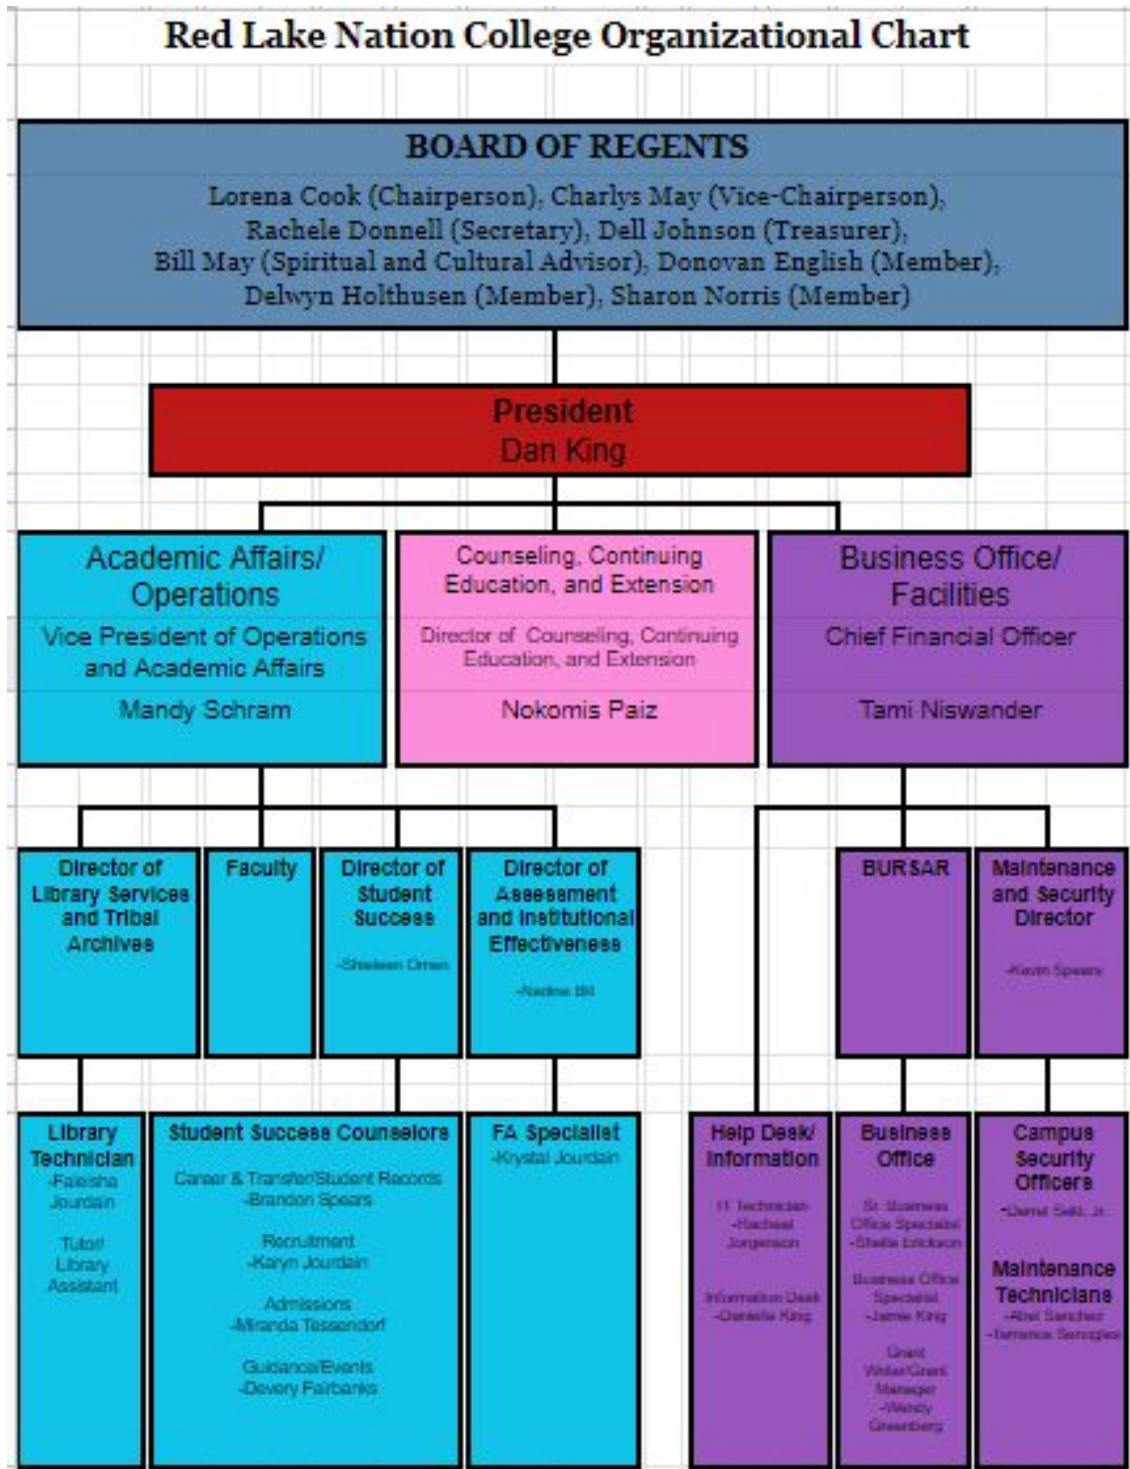 Red Lake Nation College Organizational Chart
BOARD OF REGENTS
Lorena Cook (Chairperson), Charlys May (Vice-Chairperson),
Rachele Donnell (Secretary), Dell Johnson (Treasurer),
Bill May (Spiritual and Cultural Advisor), Donovan English (Member),
Delwyn Holthusen (Member), Sharon Norris (Member)
President
Dan King
Academic Affairs/
Operations
Vice President of Operations
and Academic Affairs
Mandy Schram
Counseling, Continuing
Education, and Extension
Director of Counseling, Continuing
Education, and Extension
Nokomis Paiz
Business Office/
Facilities
Chief Financial Officer
Tami Niswander
Director of
Library Services
and Tribal
Archives
Faculty
Director of
Student
Success
Director of
Assessment
and Institutional
Effectiveness
-Nadine Bill
BURSAR
Maintenance
and Security
Director
-Kevin Spears
Library
Technician
-Faleisha
Jourdain
Tutor/
Library
Assistant
Student Success Counselors
Career & Transfer/Student Records
-Brandon Spears
Recruitment
-Karyn Jourdain
Admissions
-Miranda Tessendorf
Guidance/Events
-Devery Fairbanks
FA Specialist
-Krystal Jourdain
Help Desk/
Information
IT Technician
Jorgenson
Information Desk
-Danielle King
Business
Office
Sr. Business
Office Specialist
-Sheila Erickson
Business Office
Specialist
-Jamie King
Grant
Writer/Grant
Manager
-Wendy
Greenberg
Campus
Security
Officers
Maintenance
Technicians
-Abel Sanchez